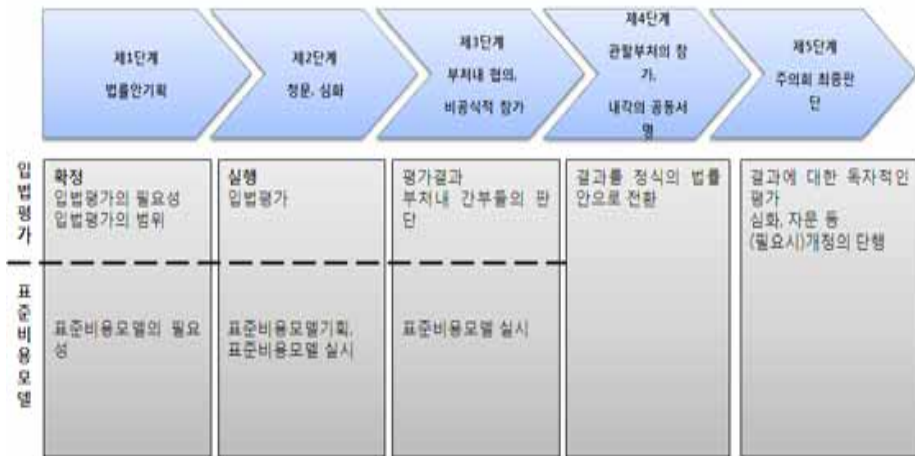 제1단계
법률안기획
제2단계
청문, 심화
제3단계
부처내 협의,
비공식적 참가
제4단계
관할부처의 참
가,
내각의 공동서
명
제5단계
주의회 최종판
단
입법평가
확정
입법평가의 필요성
입법평가의 범위
실행
입법평가
평가결과
부처내 간부들의 판
단
결과를 정식의 법률
안으로 전환
결과에 대한 독자적인
평가
심화, 자문 등
(필요시)개정의 단행
표준비용모델
표준비용모델의 필요
성
표준비용모델기획,
표준비용모델 실시
표준비용모델 실시